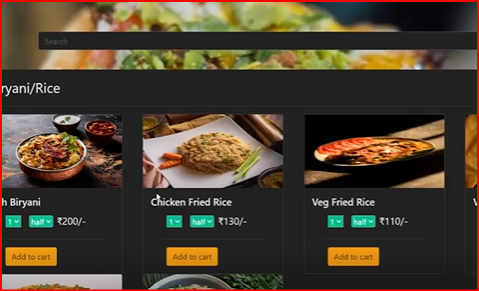 Search
ryani/Rice
h Biryani
1 half ₹200/-
Add to cart
Chicken Fried Rice
1 half ₹130/-
Add to cart
Veg Fried Rice
1 half ₹110/-
Add to cart